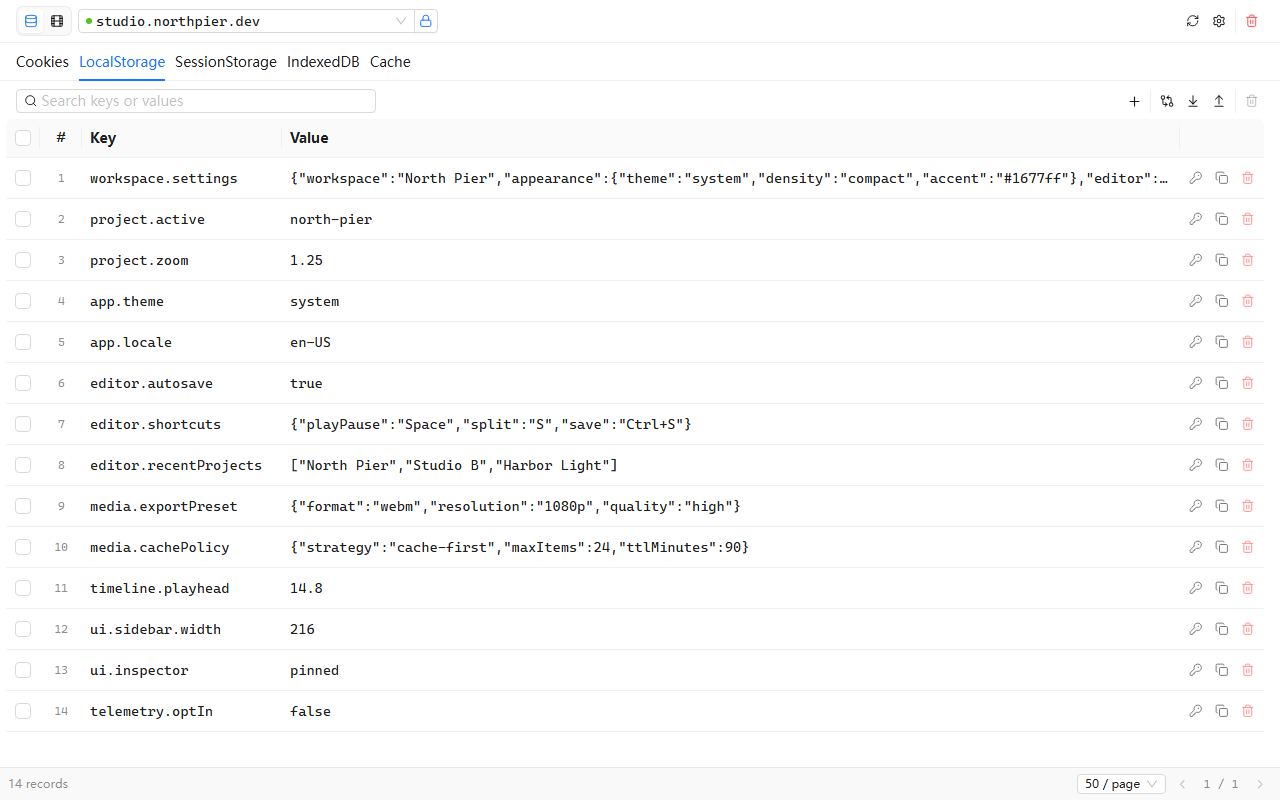 studio.northpier.dev
Cookies LocalStorage SessionStorage IndexedDB Cache
Search keys or values
# Key Value
1 workspace.settings {"workspace":"North Pier","appearance":{"theme":"system","density":"compact","accent":"#1677ff"},"editor":…
2 project.active north-pier
3 project.zoom 1.25
4 app.theme system
5 app.locale en-US
6 editor.autosave true
7 editor.shortcuts {"playPause":"Space","split":"S","save":"Ctrl+S"}
8 editor.recentProjects ["North Pier","Studio B","Harbor Light"]
9 media.exportPreset {"format":"webm","resolution":"1080p","quality":"high"}
10 media.cachePolicy {"strategy":"cache-first","maxItems":24,"ttlMinutes":90}
11 timeline.playhead 14.8
12 ui.sidebar.width 216
13 ui.inspector pinned
14 telemetry.optIn false
14 records 50 / page 1 / 1